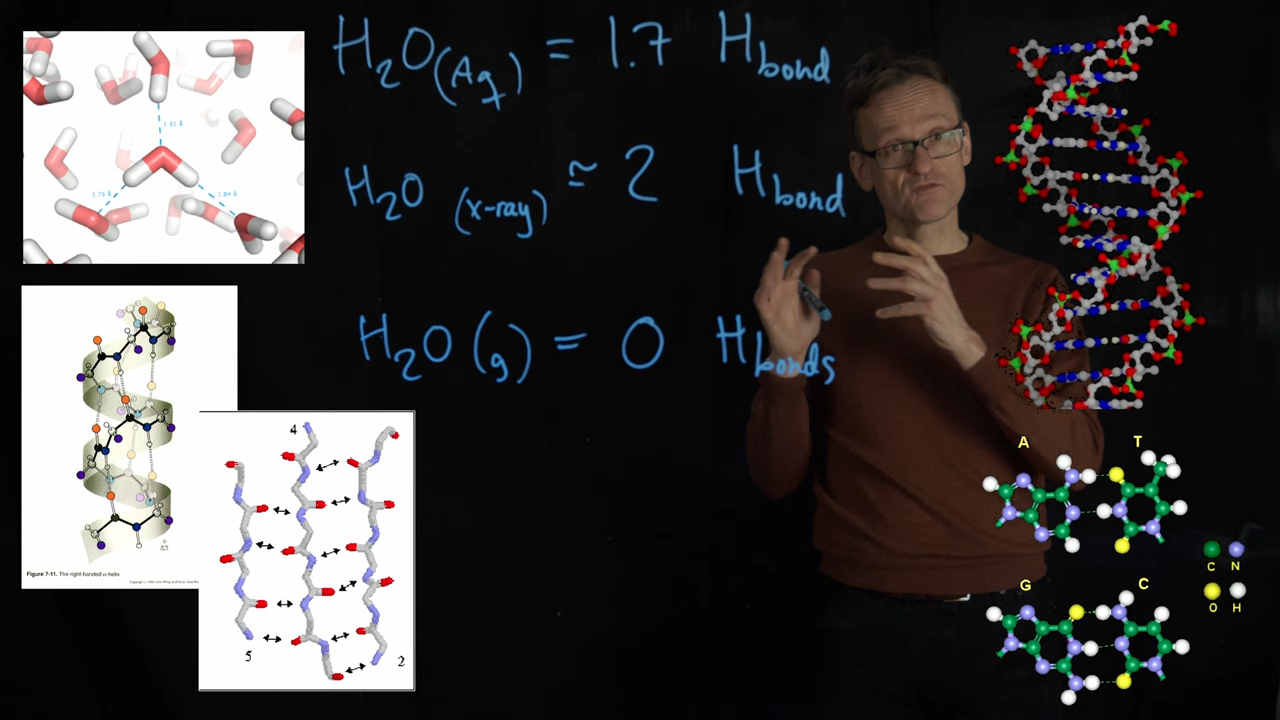 H₂O(Aq) = 1.7 Hbond
H₂O (x-ray) ≃ 2 Hbond
H₂O (g) = 0 Hbonds
1.81 Å
1.79 Å
1.84 Å
Figure 7-11. The right-handed α-helix.
4
5
2
A T
G C
C N
O H